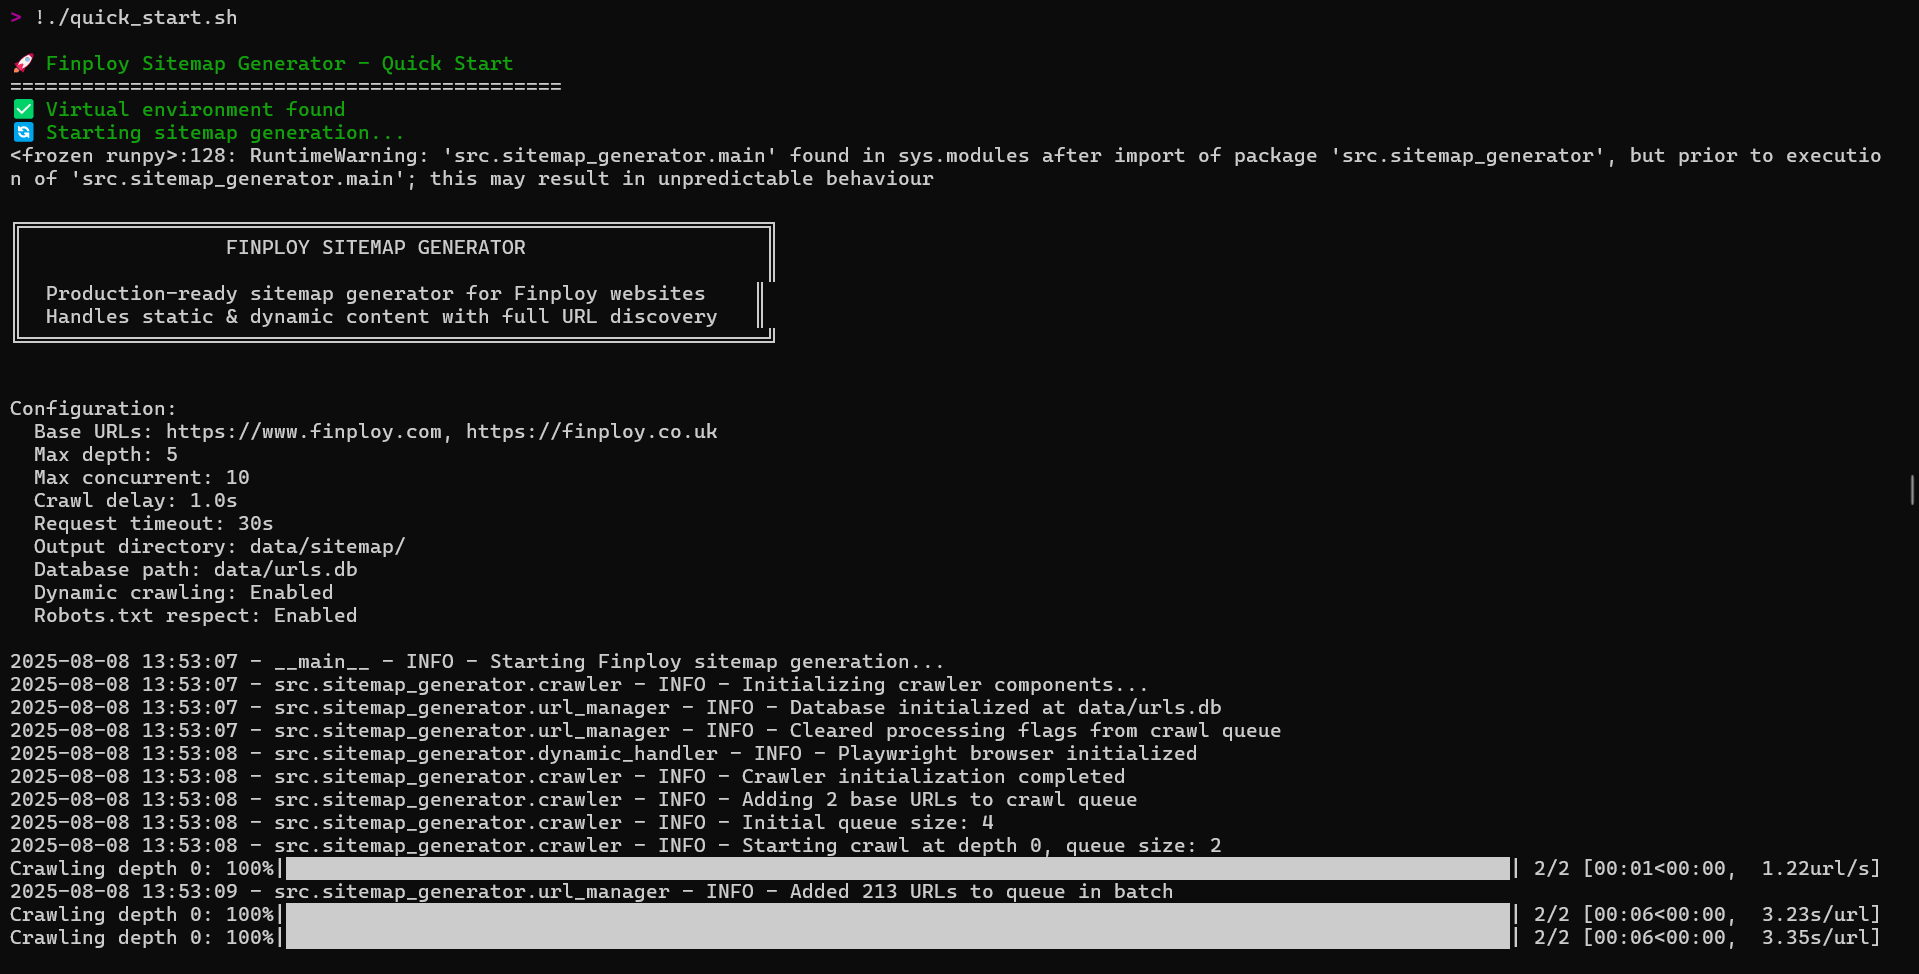 > !./quick_start.sh
🚀 Finploy Sitemap Generator - Quick Start
==============================================
✅ Virtual environment found
🔄 Starting sitemap generation...
<frozen runpy>:128: RuntimeWarning: 'src.sitemap_generator.main' found in sys.modules after import of package 'src.sitemap_generator', but prior to executio
n of 'src.sitemap_generator.main'; this may result in unpredictable behaviour
FINPLOY SITEMAP GENERATOR
Production-ready sitemap generator for Finploy websites
Handles static & dynamic content with full URL discovery
Configuration:
Base URLs: https://www.finploy.com, https://finploy.co.uk
Max depth: 5
Max concurrent: 10
Crawl delay: 1.0s
Request timeout: 30s
Output directory: data/sitemap/
Database path: data/urls.db
Dynamic crawling: Enabled
Robots.txt respect: Enabled
2025-08-08 13:53:07 - __main__ - INFO - Starting Finploy sitemap generation...
2025-08-08 13:53:07 - src.sitemap_generator.crawler - INFO - Initializing crawler components...
2025-08-08 13:53:07 - src.sitemap_generator.url_manager - INFO - Database initialized at data/urls.db
2025-08-08 13:53:07 - src.sitemap_generator.url_manager - INFO - Cleared processing flags from crawl queue
2025-08-08 13:53:08 - src.sitemap_generator.dynamic_handler - INFO - Playwright browser initialized
2025-08-08 13:53:08 - src.sitemap_generator.crawler - INFO - Crawler initialization completed
2025-08-08 13:53:08 - src.sitemap_generator.crawler - INFO - Adding 2 base URLs to crawl queue
2025-08-08 13:53:08 - src.sitemap_generator.crawler - INFO - Initial queue size: 4
2025-08-08 13:53:08 - src.sitemap_generator.crawler - INFO - Starting crawl at depth 0, queue size: 2
Crawling depth 0: 100%| | 2/2 [00:01<00:00, 1.22url/s]
2025-08-08 13:53:09 - src.sitemap_generator.url_manager - INFO - Added 213 URLs to queue in batch
Crawling depth 0: 100%| | 2/2 [00:06<00:00, 3.23s/url]
Crawling depth 0: 100%| | 2/2 [00:06<00:00, 3.35s/url]